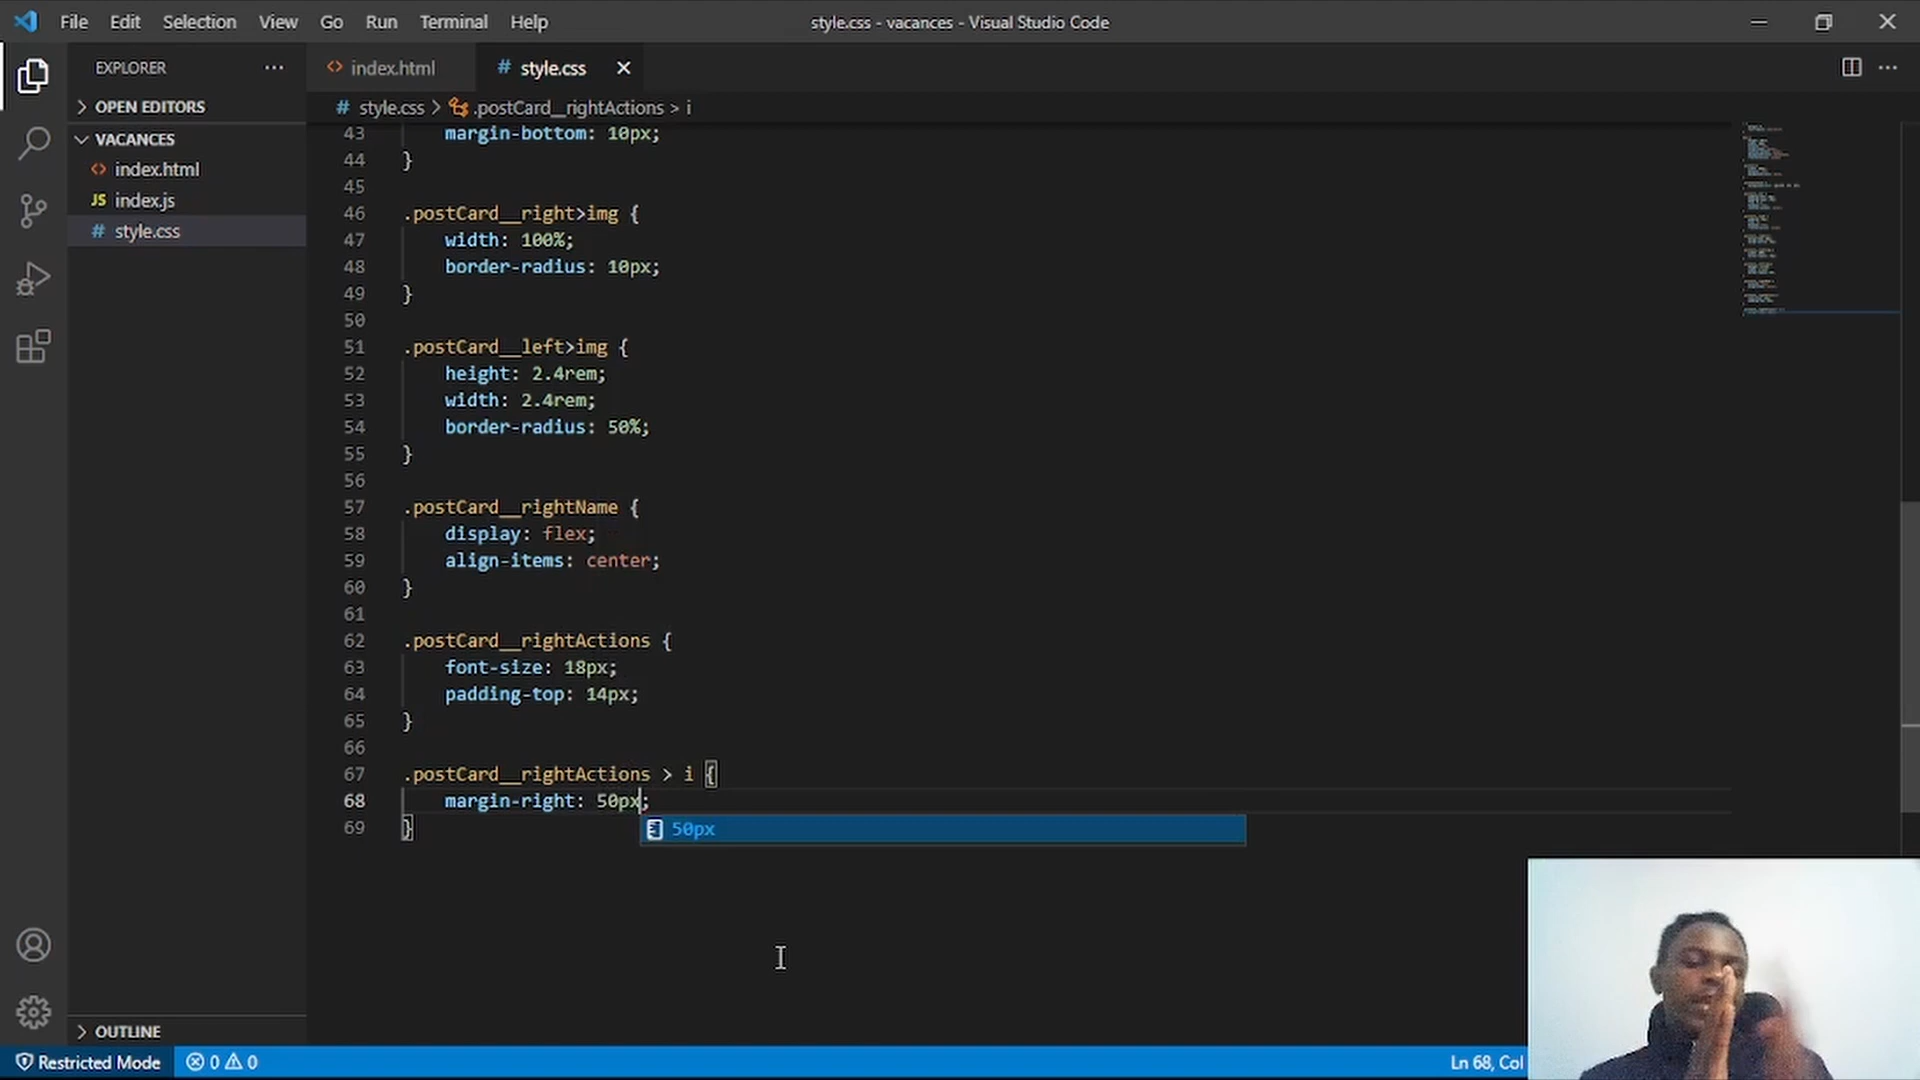 File Edit Selection View Go Run Terminal Help style.css - vacances - Visual Studio Code
EXPLORER
index.html
style.css
OPEN EDITORS
VACANCES
index.html
JS index.js
# style.css
# style.css > .postCard__rightActions > i
43 margin-bottom: 10px;
44 }
45
46 .postCard__right>img {
47 width: 100%;
48 border-radius: 10px;
49 }
50
51 .postCard__left>img {
52 height: 2.4rem;
53 width: 2.4rem;
54 border-radius: 50%;
55 }
56
57 .postCard__rightName {
58 display: flex;
59 align-items: center;
60 }
61
62 .postCard__rightActions {
63 font-size: 18px;
64 padding-top: 14px;
65 }
66
67 .postCard__rightActions > i {
68 margin-right: 50px;
69 }
50px
OUTLINE
Restricted Mode 0 0 Ln 68, Col